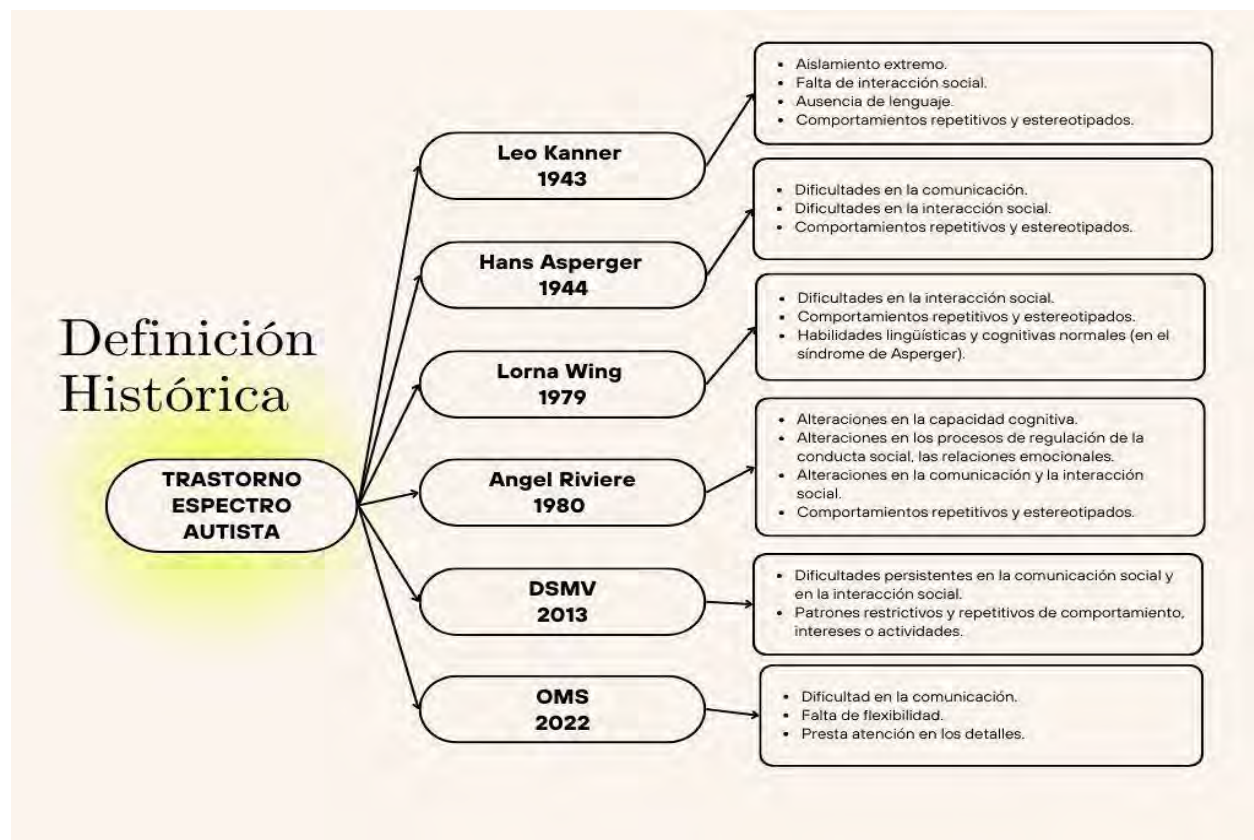 Definición
Histórica
TRASTORNO
ESPECTRO
AUTISTA
Leo Kanner
1943
• Aislamiento extremo.
• Falta de interacción social.
• Ausencia de lenguaje.
• Comportamientos repetitivos y estereotipados.
Hans Asperger
1944
• Dificultades en la comunicación.
• Dificultades en la interacción social.
• Comportamientos repetitivos y estereotipados.
Lorna Wing
1979
• Dificultades en la interacción social.
• Comportamientos repetitivos y estereotipados.
• Habilidades lingüísticas y cognitivas normales (en el
síndrome de Asperger).
Angel Riviere
1980
• Alteraciones en la capacidad cognitiva.
• Alteraciones en los procesos de regulación de la
conducta social, las relaciones emocionales.
• Alteraciones en la comunicación y la interacción
social.
• Comportamientos repetitivos y estereotipados.
DSMV
2013
• Dificultades persistentes en la comunicación social y
en la interacción social.
• Patrones restrictivos y repetitivos de comportamiento,
intereses o actividades.
OMS
2022
• Dificultad en la comunicación.
• Falta de flexibilidad.
• Presta atención en los detalles.